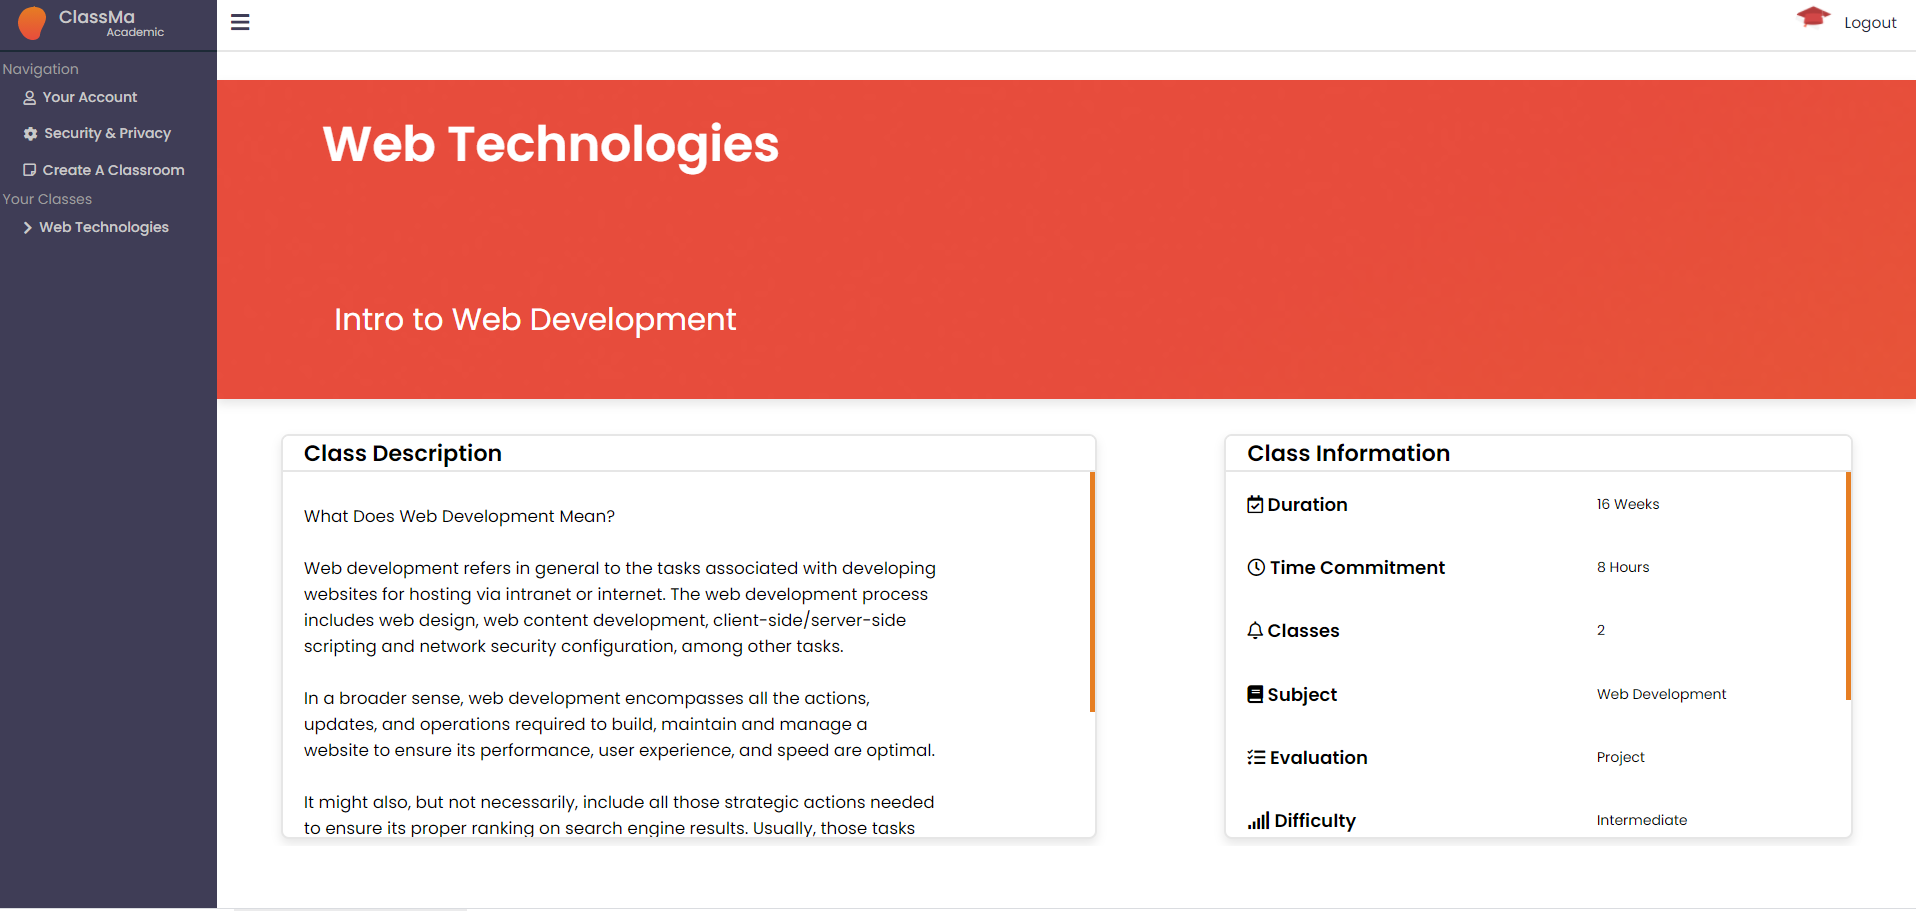 ClassMa
Academic
Logout
Navigation
Your Account
Security & Privacy
Create A Classroom
Your Classes
Web Technologies
Web Technologies
Intro to Web Development
Class Description
What Does Web Development Mean?
Web development refers in general to the tasks associated with developing
websites for hosting via intranet or internet. The web development process
includes web design, web content development, client-side/server-side
scripting and network security configuration, among other tasks.
In a broader sense, web development encompasses all the actions,
updates, and operations required to build, maintain and manage a
website to ensure its performance, user experience, and speed are optimal.
It might also, but not necessarily, include all those strategic actions needed
to ensure its proper ranking on search engine results. Usually, those tasks
Class Information
Duration 16 Weeks
Time Commitment 8 Hours
Classes 2
Subject Web Development
Evaluation Project
Difficulty Intermediate